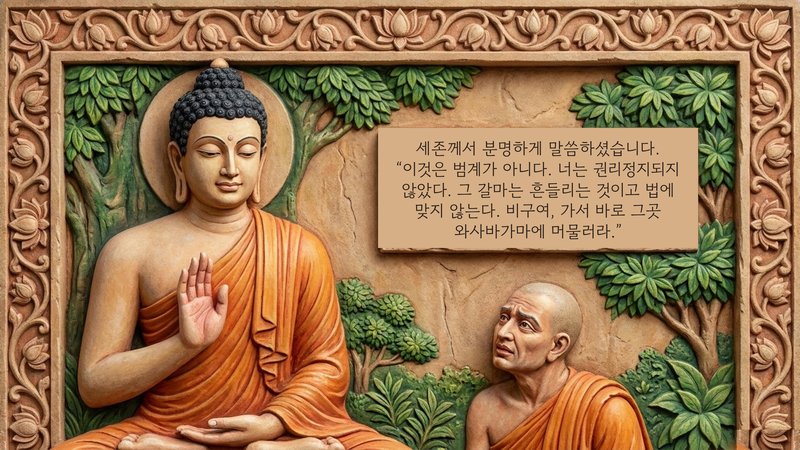 세존께서 분명하게 말씀하셨습니다.
“이것은 범계가 아니다. 너는 권리정지되지
않았다. 그 갈마는 흔들리는 것이고 법에
맞지 않는다. 비구여, 가서 바로 그곳
와사바가마에 머물러라.”